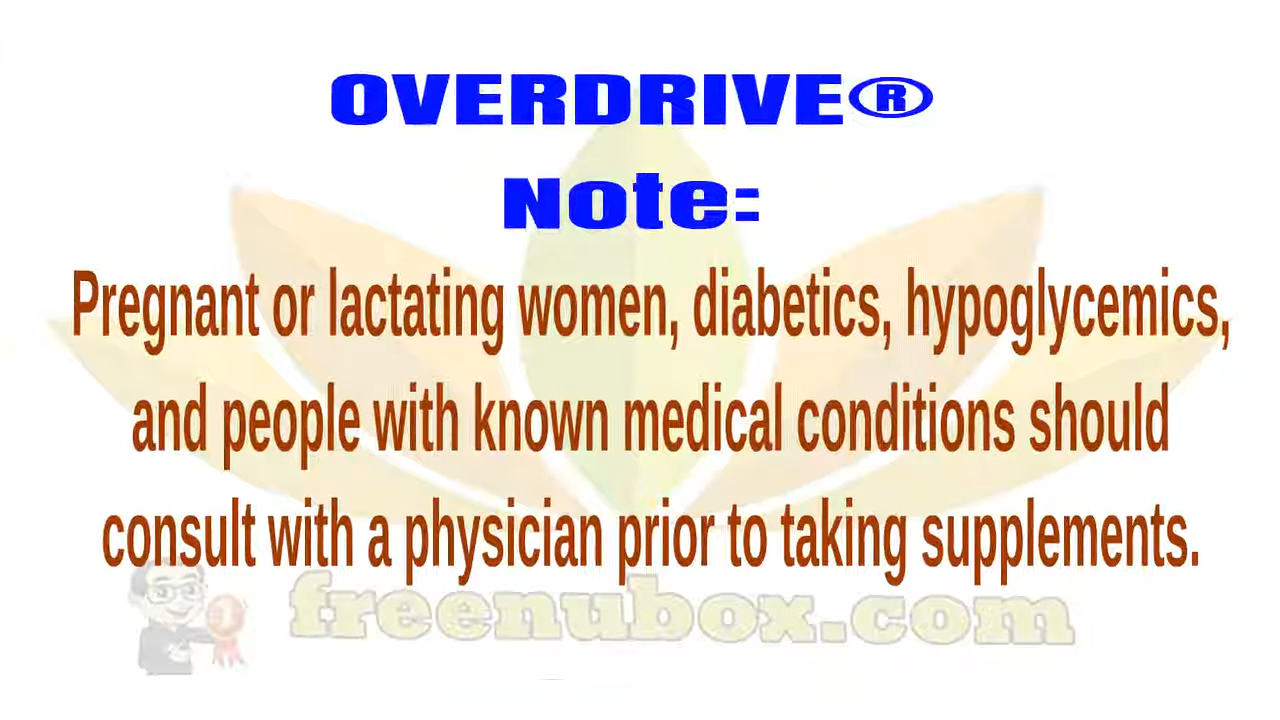 OVERDRIVE®
Note:
Pregnant or lactating women, diabetics, hypoglycemics,
and people with known medical conditions should
consult with a physician prior to taking supplements.
freenubox.com